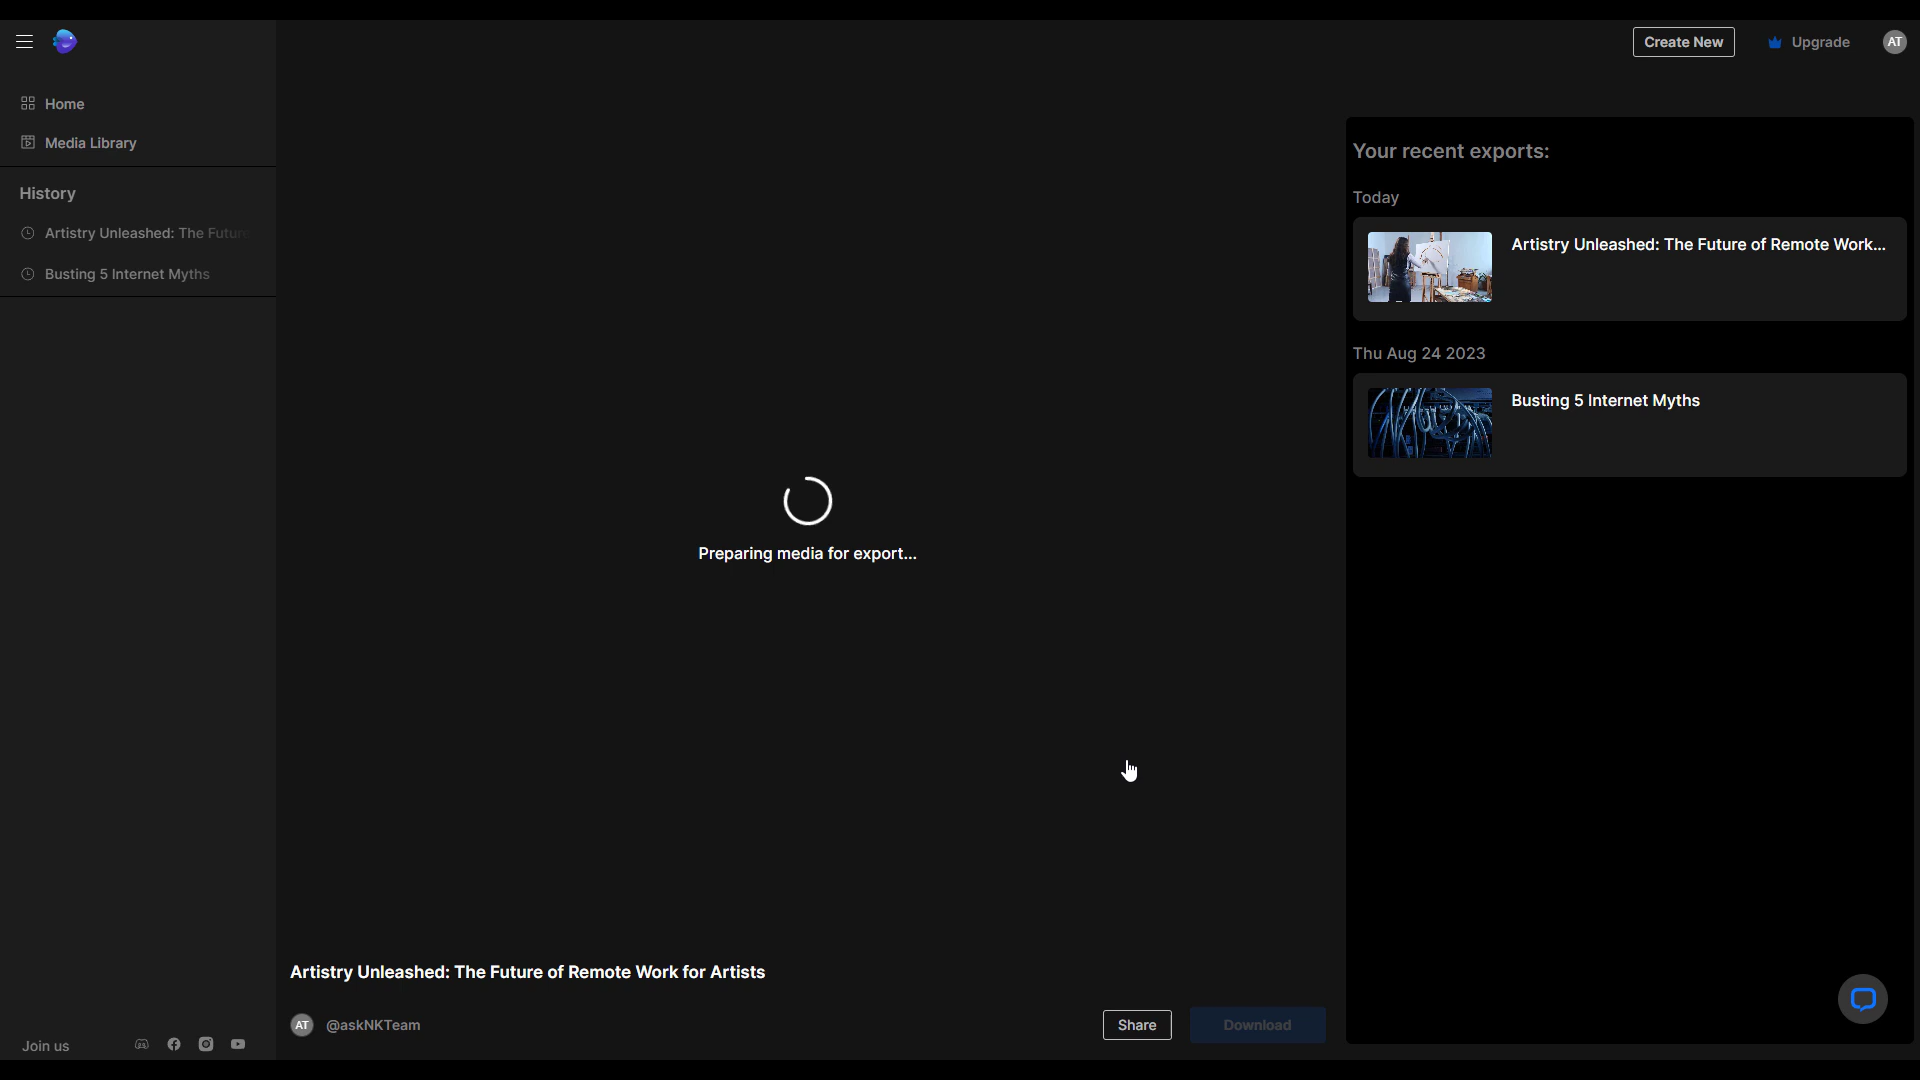 Create New
Upgrade
AT
Home
Media Library
History
Artistry Unleashed: The Future
Busting 5 Internet Myths
Preparing media for export...
Artistry Unleashed: The Future of Remote Work for Artists
AT @askNKTeam
Share
Download
Join us
Your recent exports:
Today
Artistry Unleashed: The Future of Remote Work...
Thu Aug 24 2023
Busting 5 Internet Myths